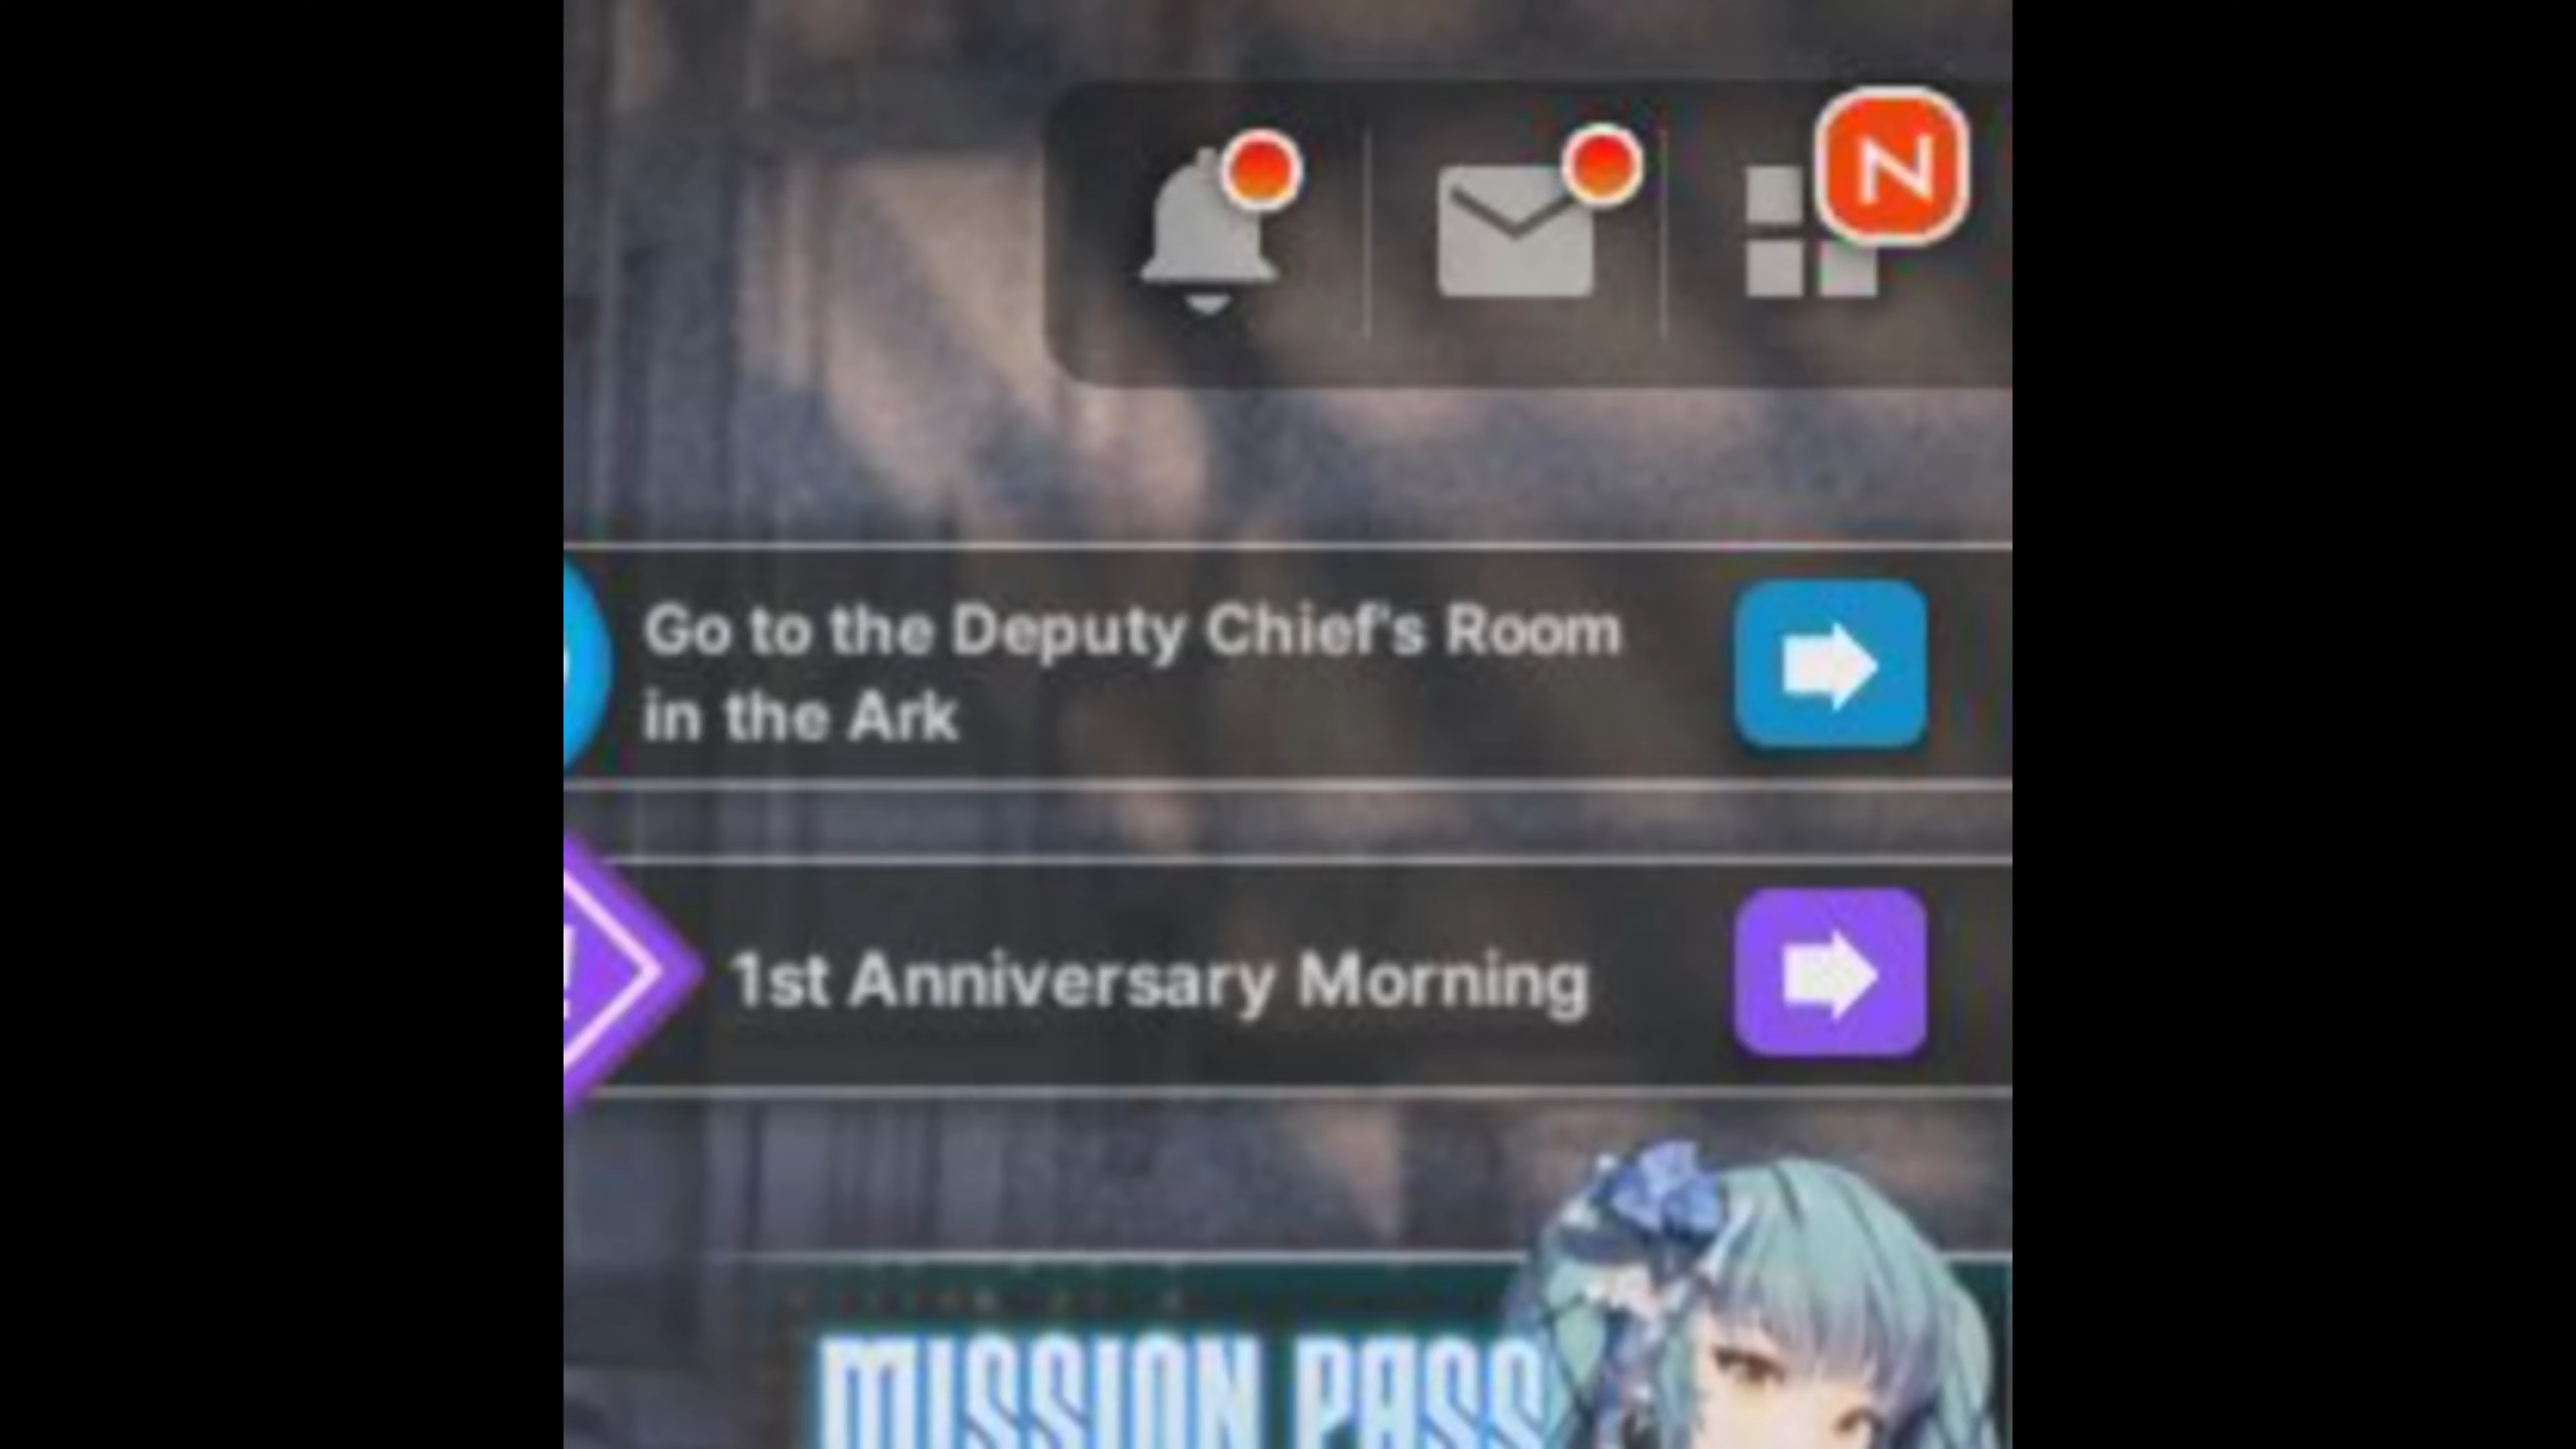 N
Go to the Deputy Chief's Room
in the Ark
!
1st Anniversary Morning
MISSION PASS